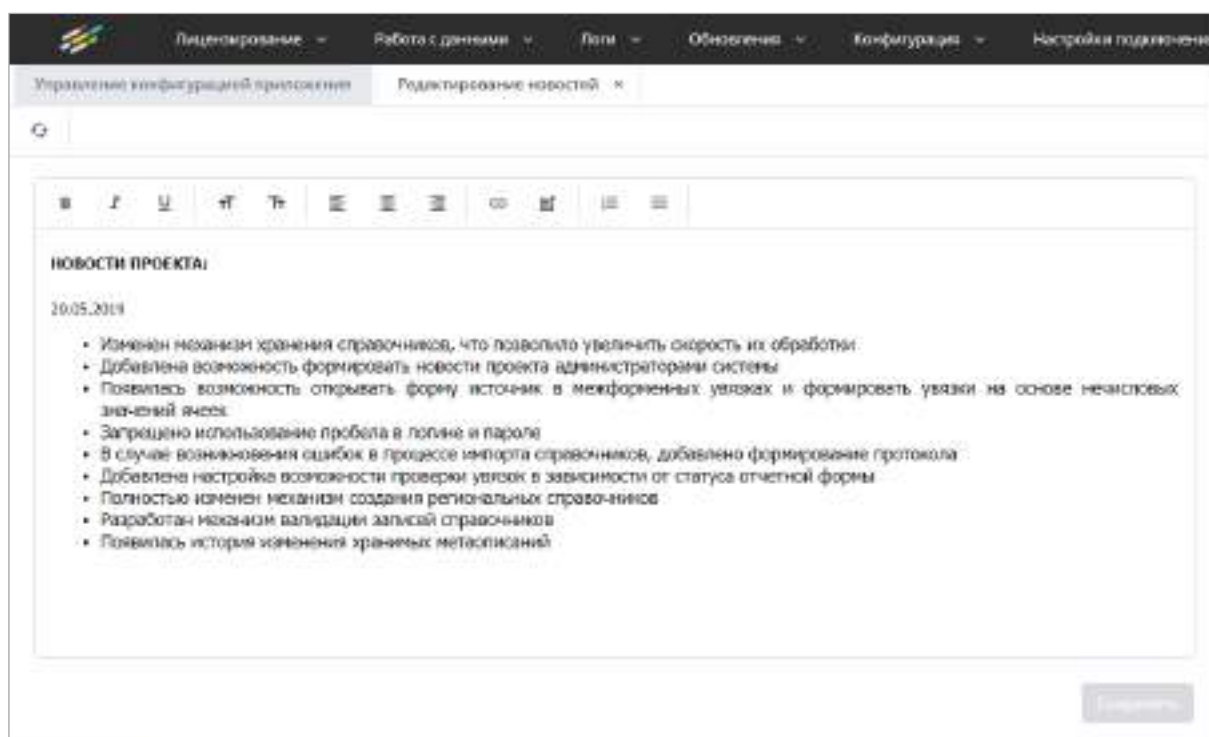 Лицензирование
Работа с данными
Логи
Обновления
Конфигурация
Настройки подключения
Управление конфигурацией приложения
Редактирование новостей ×
НОВОСТИ ПРОЕКТА:
20.05.2019
• Изменен механизм хранения справочников, что позволило увеличить скорость их обработки
• Добавлена возможность формировать новости проекта администраторами системы
• Появилась возможность открывать форму источник в межформенных увязках и формировать увязки на основе нечисловых
значений ячеек
• Запрещено использование пробела в логине и пароле
• В случае возникновения ошибок в процессе импорта справочников, добавлено формирование протокола
• Добавлена настройка возможности проверки увязок в зависимости от статуса отчетной формы
• Полностью изменен механизм создания региональных справочников
• Разработан механизм валидации записей справочников
• Появилась история изменения хранимых метаописаний
Сохранить